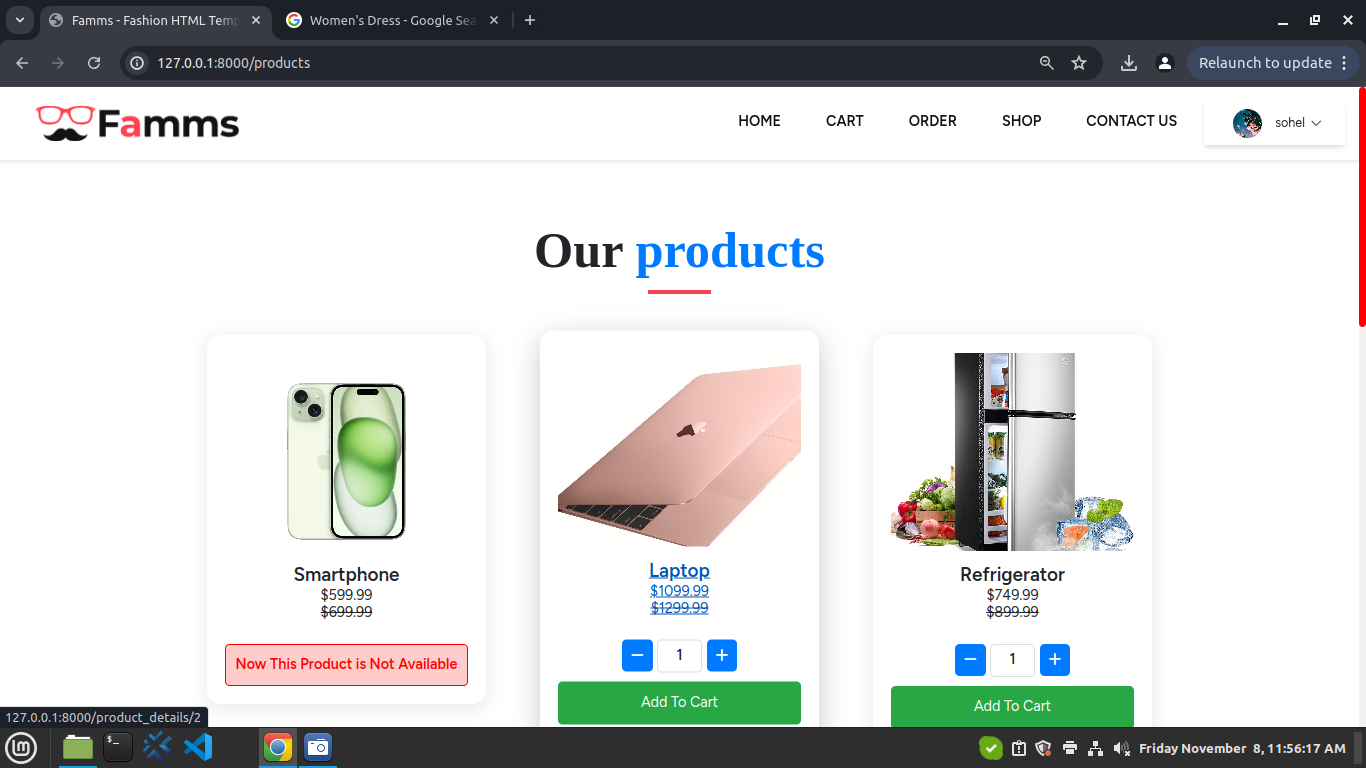 Famms - Fashion HTML Temp
Women's Dress - Google Sea
127.0.0.1:8000/products
Relaunch to update
Famms
HOME
CART
ORDER
SHOP
CONTACT US
sohel
Our products
Smartphone
$599.99
$699.99
Now This Product is Not Available
Laptop
$1099.99
$1299.99
1
Add To Cart
Refrigerator
$749.99
$899.99
1
Add To Cart
127.0.0.1:8000/product_details/2
Friday November 8, 11:56:17 AM